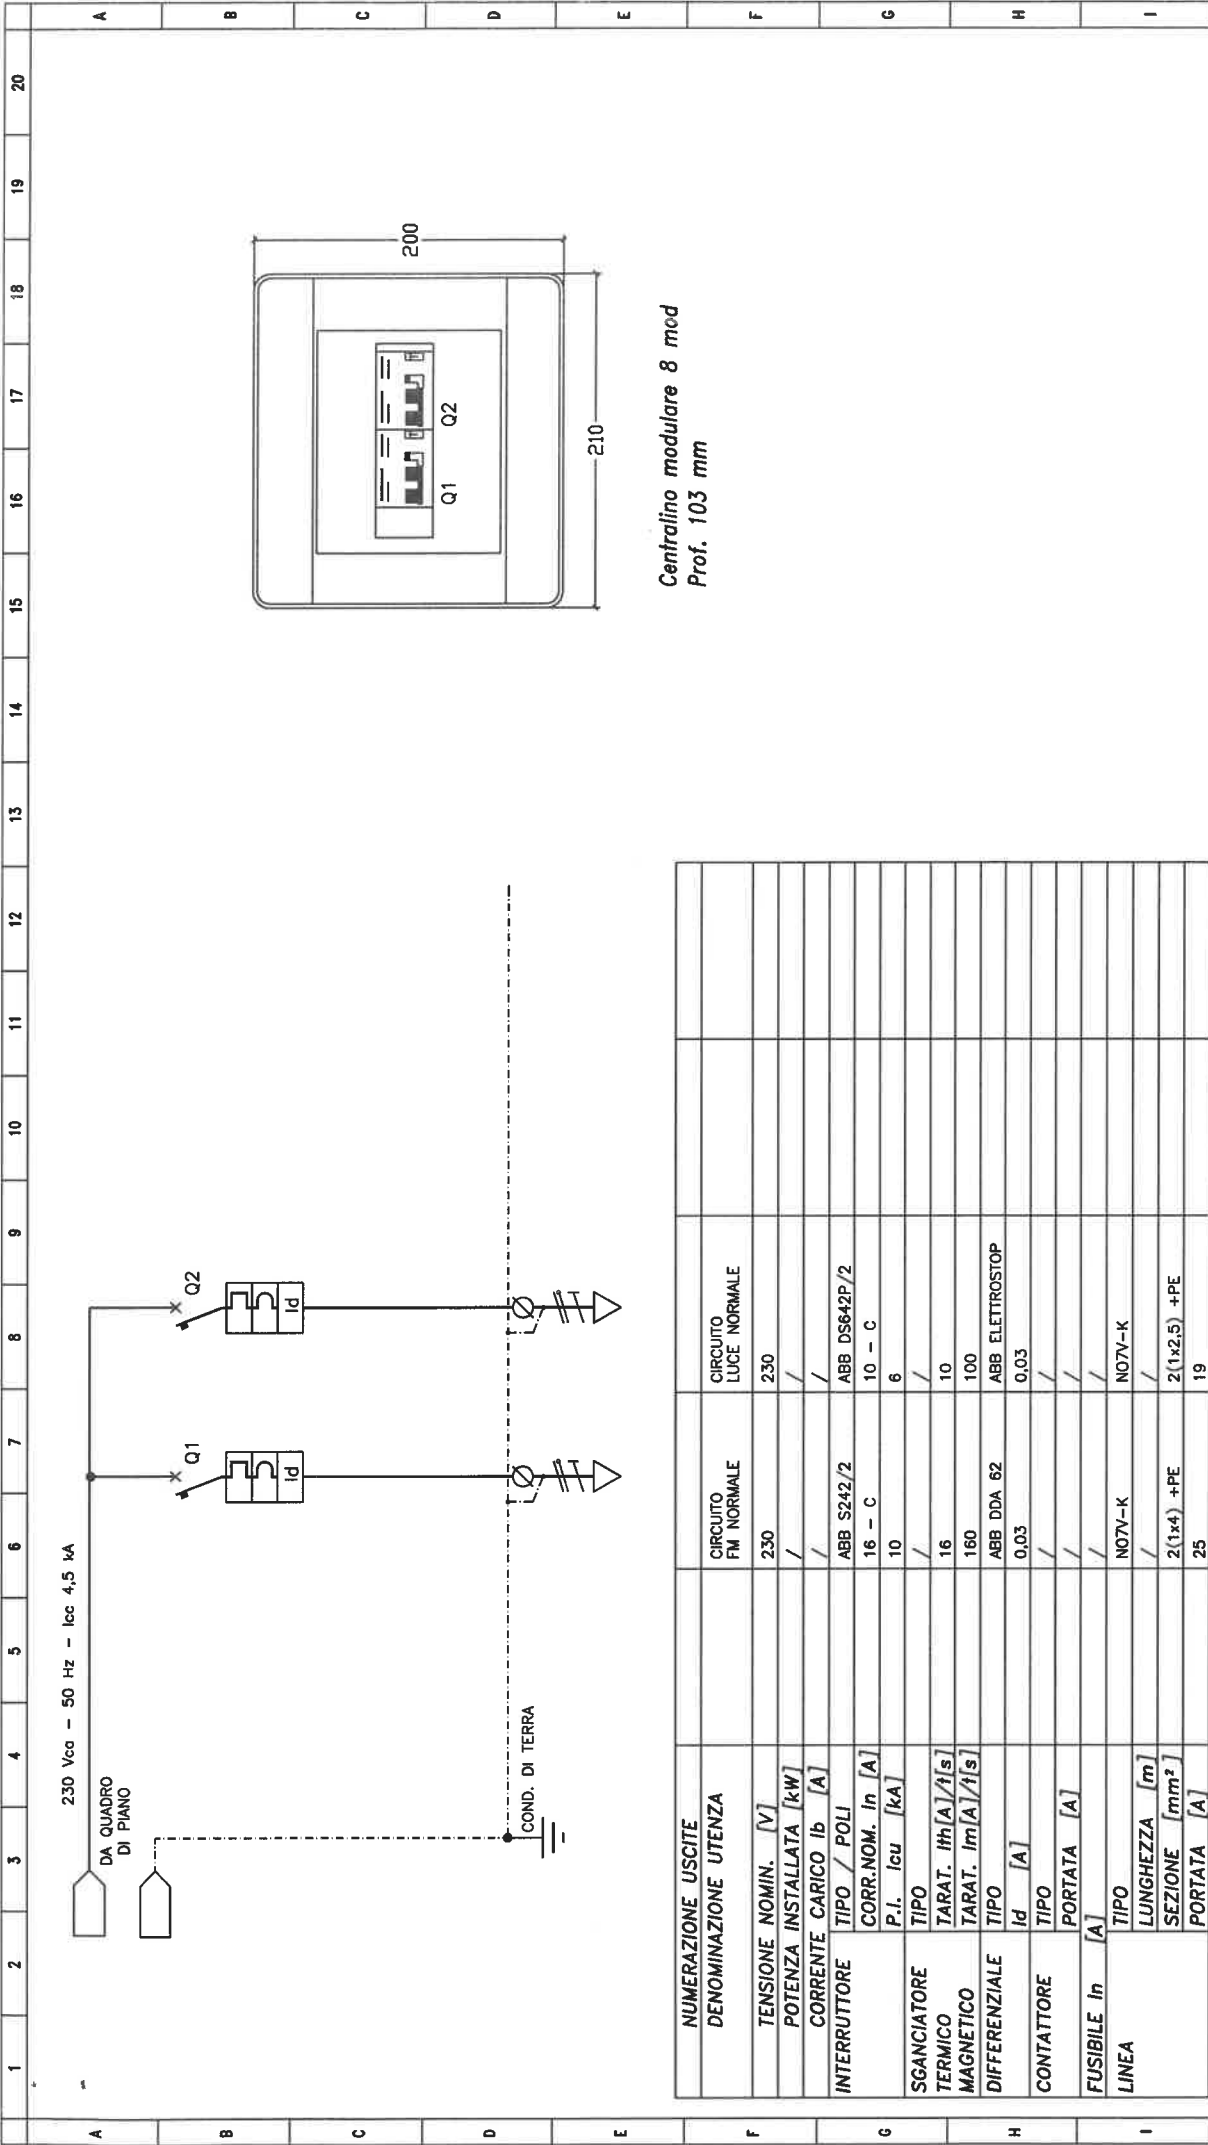 1 2 3 4 5 6 7 8 9 10 11 12 13 14 15 16 17 18 19 20
A
B
C
D
E
F
G
H
I
A
B
C
D
E
F
G
H
I
230 Vca - 50 Hz - Icc 4,5 kA
DA QUADRO
DI PIANO
Q1
Q2
Id
Id
COND. DI TERRA
200
Q1
Q2
210
Centralino modulare 8 mod
Prof. 103 mm
NUMERAZIONE USCITE
DENOMINAZIONE UTENZA CIRCUITO FM NORMALE CIRCUITO LUCE NORMALE
TENSIONE NOMIN. [V] 230 230
POTENZA INSTALLATA [kW] / /
CORRENTE CARICO Ib [A] / /
INTERRUTTORE TIPO / POLI ABB S242/2 ABB DS642P/2
CORR.NOM. In [A] 16 - C 10 - C
P.I. Icu [kA] 10 6
SGANCIATORE TIPO / /
TERMICO TARAT. Ith[A]/t[s] 16 10
MAGNETICO TARAT. Im[A]/t[s] 160 100
DIFFERENZIALE TIPO ABB DDA 62 ABB ELETTROSTOP
Id [A] 0,03 0,03
CONTATTORE TIPO / /
PORTATA [A] / /
FUSIBILE In [A] / /
LINEA TIPO NO7V-K NO7V-K
LUNGHEZZA [m] / /
SEZIONE [mm²] 2(1x4) +PE 2(1x2,5) +PE
PORTATA [A] 25 19